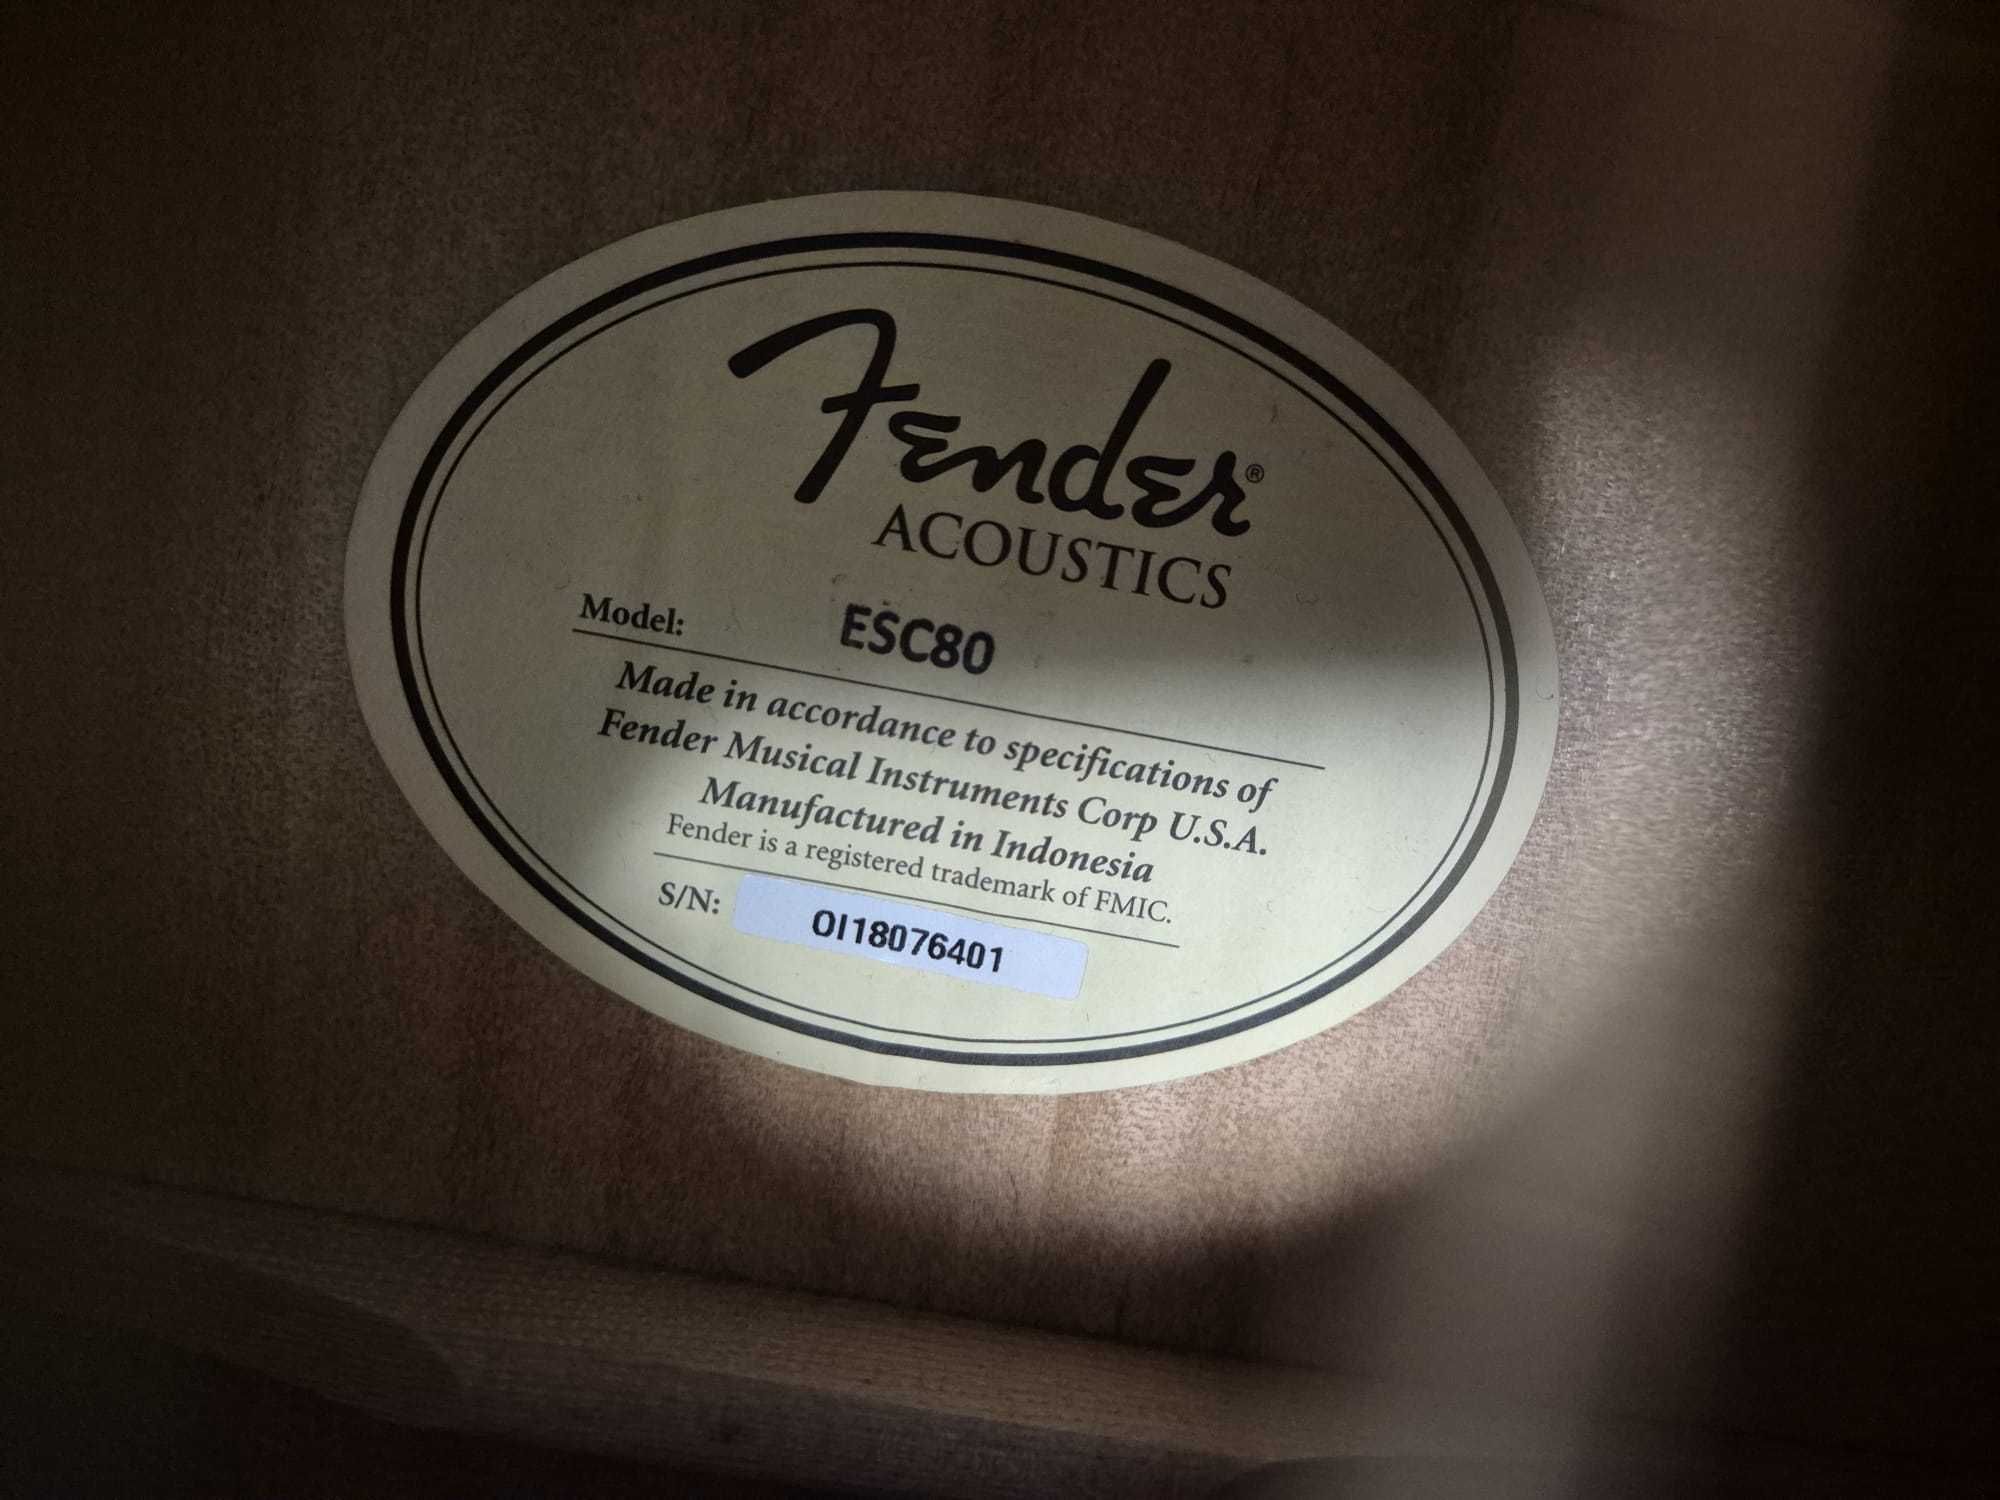 Fender®
ACOUSTICS
Model: ESC80
Made in accordance to specifications of
Fender Musical Instruments Corp U.S.A.
Manufactured in Indonesia
Fender is a registered trademark of FMIC.
S/N: OI18076401